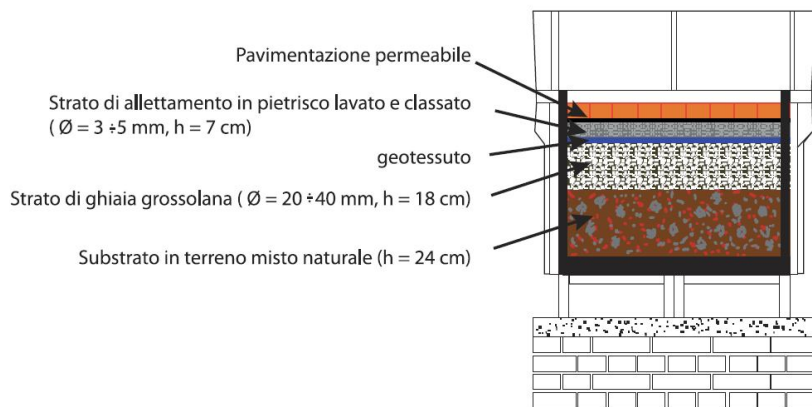 Pavimentazione permeabile
Strato di allettamento in pietrisco lavato e classato
( Ø = 3 ÷5 mm, h = 7 cm)
geotessuto
Strato di ghiaia grossolana ( Ø = 20 ÷40 mm, h = 18 cm)
Substrato in terreno misto naturale (h = 24 cm)